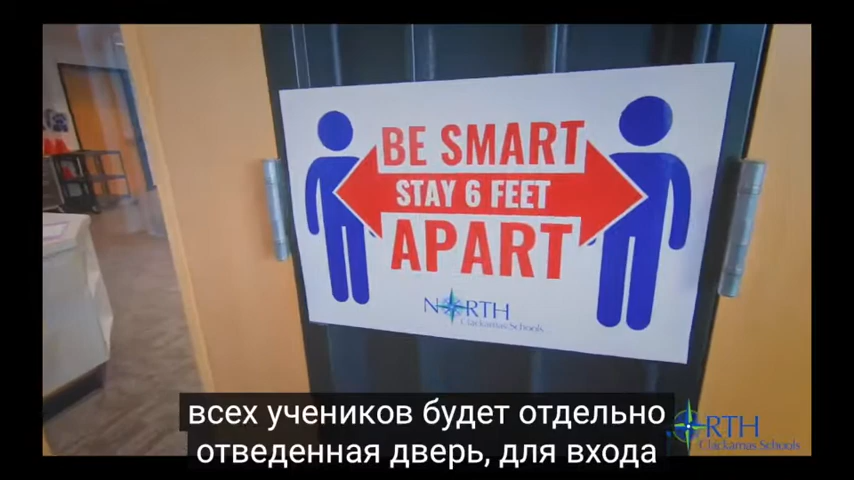 BE SMART
STAY 6 FEET
APART
NORTH
Clackamas Schools
всех учеников будет отдельно
отведенная дверь, для входа
NORTH
Clackamas Schools